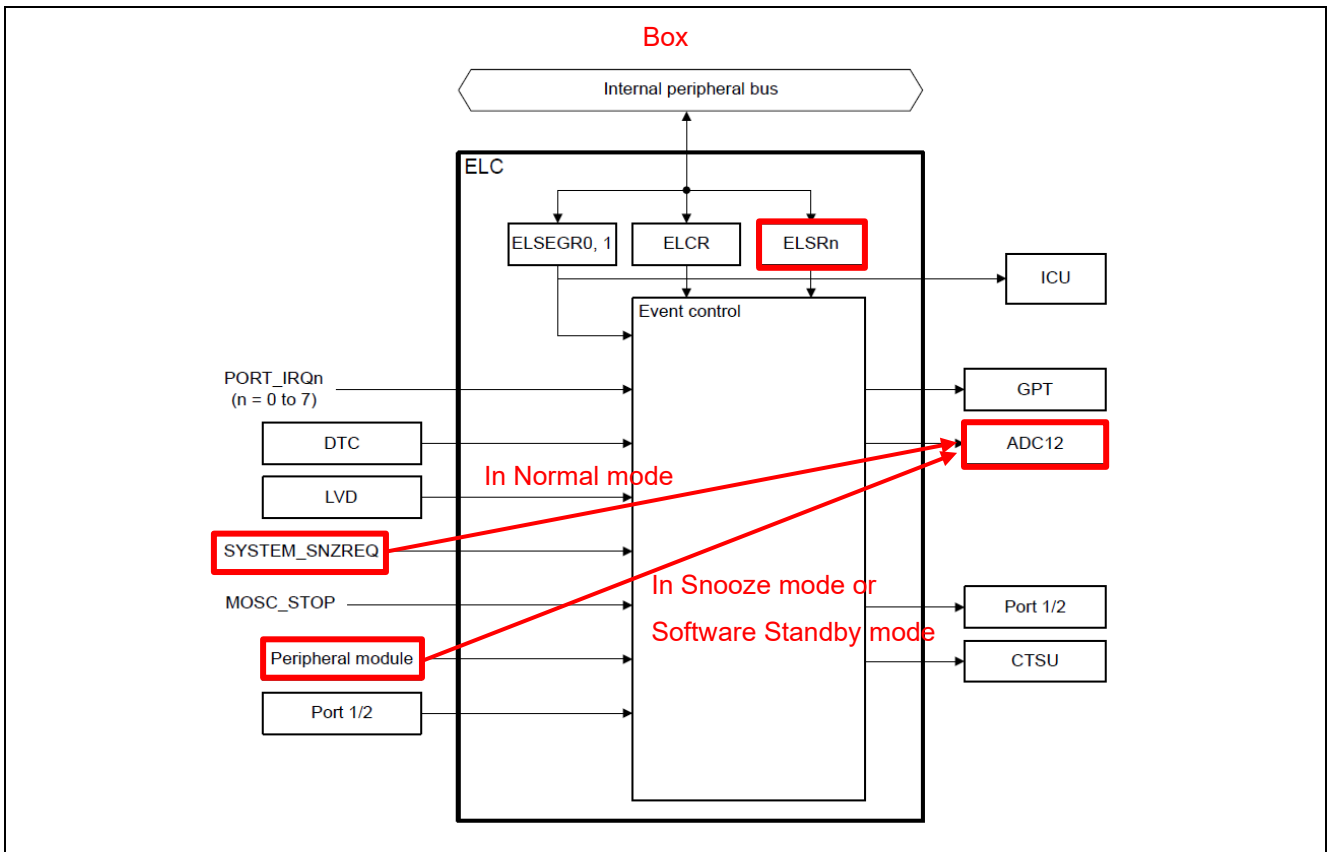 Box
Internal peripheral bus
ELC
ELSEGR0, 1
ELCR
ELSRn
ICU
Event control
PORT_IRQn
(n = 0 to 7)
GPT
DTC
ADC12
In Normal mode
LVD
SYSTEM_SNZREQ
In Snooze mode or
Software Standby mode
MOSC_STOP
Port 1/2
Peripheral module
CTSU
Port 1/2